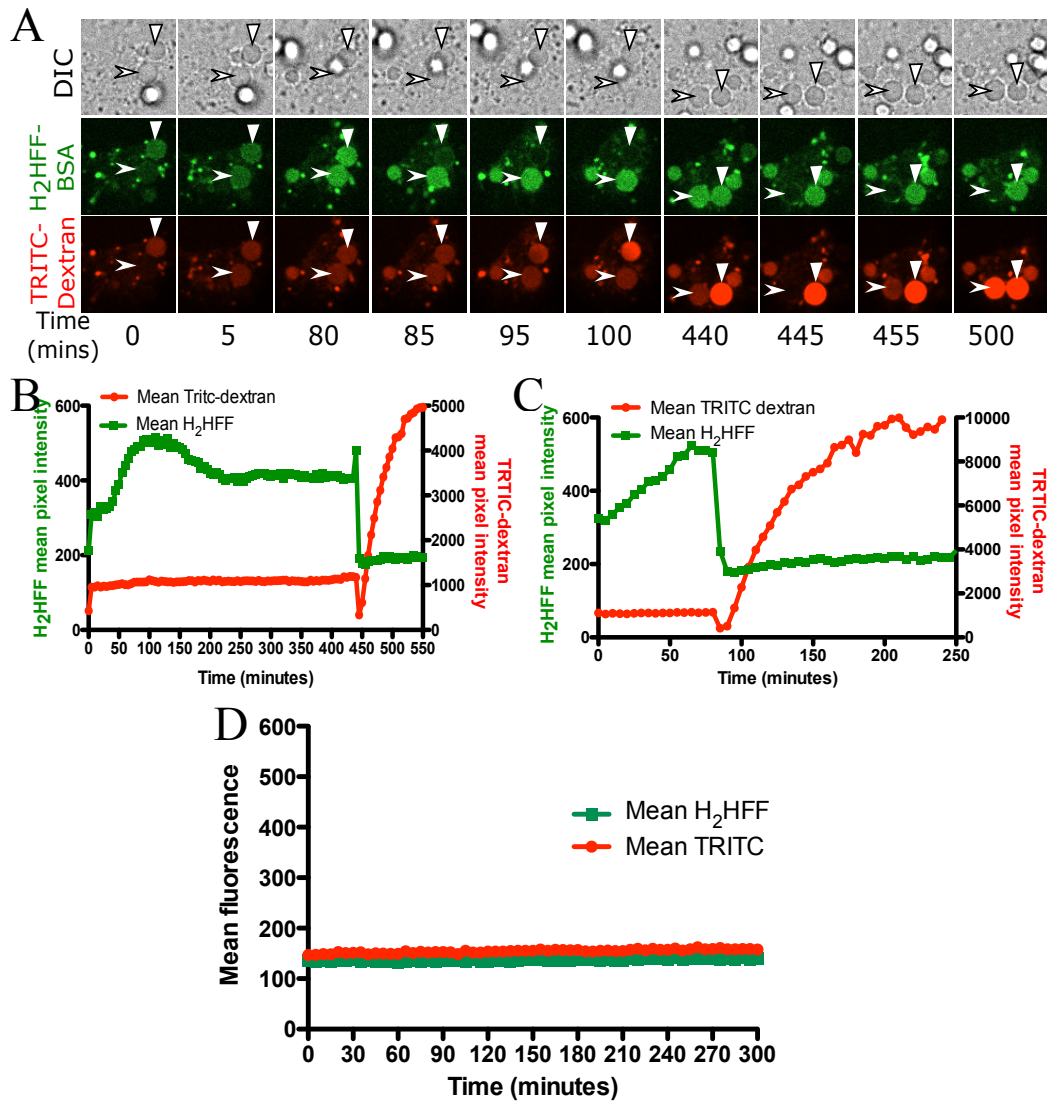 A
DIC
H2HFF-
BSA
TRITC-
Dextran
Time
(mins)
0 5 80 85 95 100 440 445 455 500
B
Mean Tritc-dextran
Mean H2HFF
H2HFF mean pixel intensity
600
400
200
0
5000
4000
3000
2000
1000
0
TRTIC-dextran
mean pixel intensity
0 50 100 150 200 250 300 350 400 450 500 550
Time (minutes)
C
Mean TRITC dextran
Mean H2HFF
H2HFF mean pixel intensity
600
400
200
0
10000
8000
6000
4000
2000
0
TRTIC-dextran
mean pixel intensity
0 50 100 150 200 250
Time (minutes)
D
Mean fluorescence
600
500
400
300
200
100
0
Mean H2HFF
Mean TRITC
0 30 60 90 120 150 180 210 240 270 300
Time (minutes)